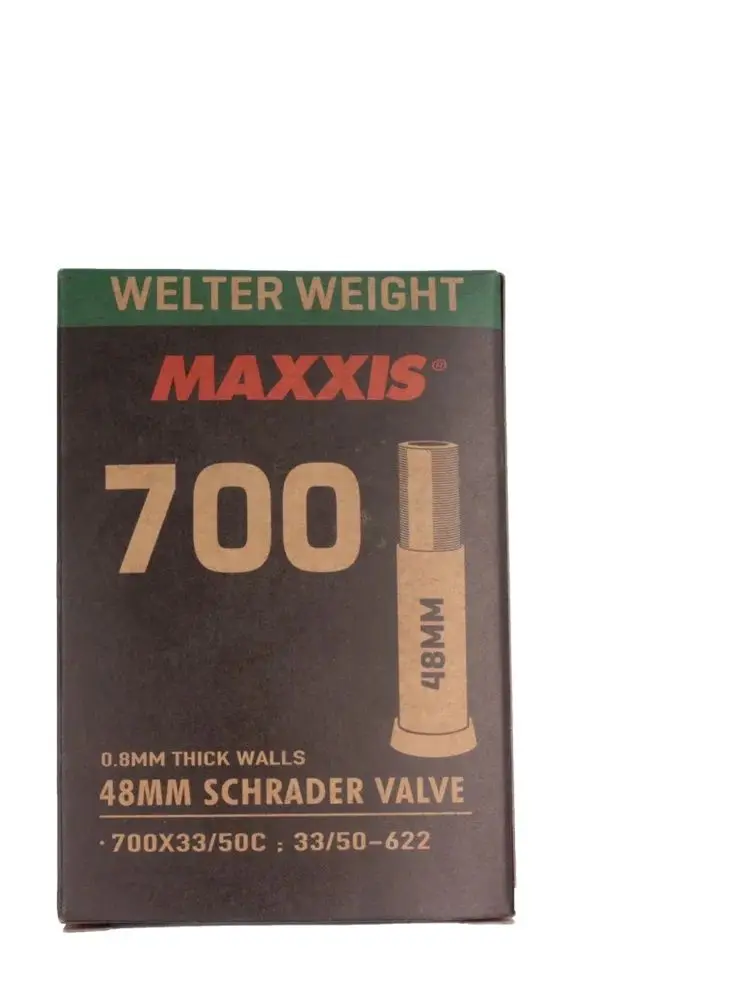 WELTER WEIGHT
MAXXIS®
700
48MM
0.8MM THICK WALLS
48MM SCHRADER VALVE
·700X33/50C ; 33/50-622